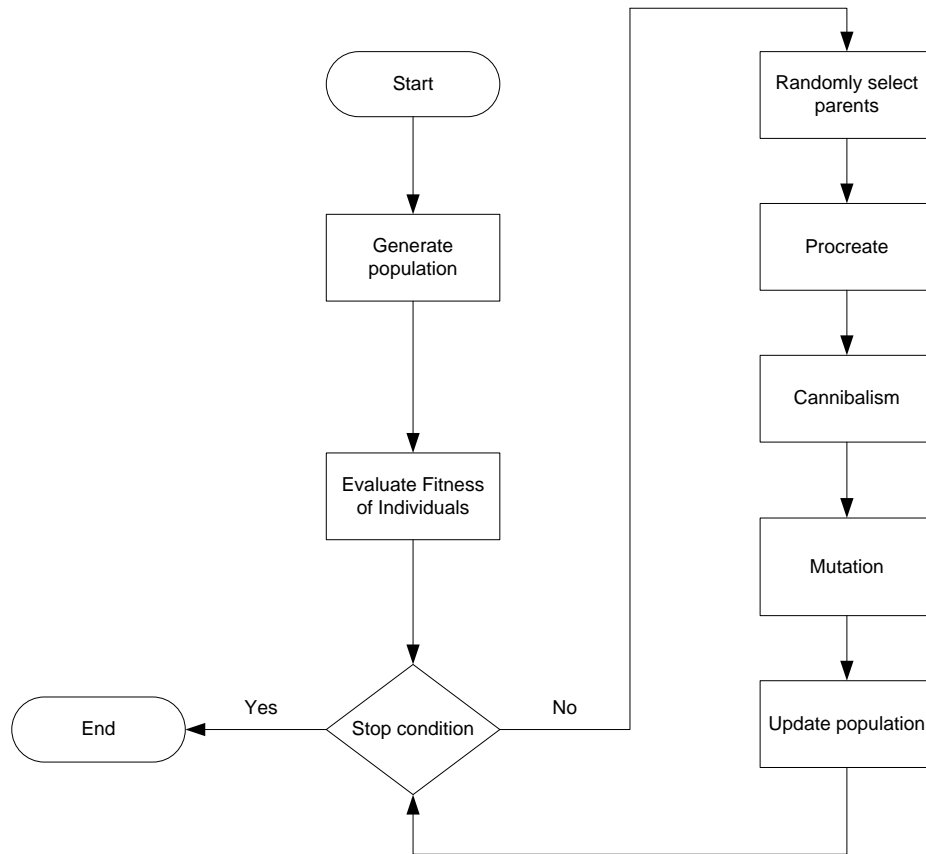 Start
Generate
population
Evaluate Fitness
of Individuals
Stop condition
Yes
End
No
Randomly select
parents
Procreate
Cannibalism
Mutation
Update population